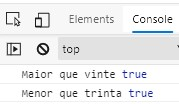 Elements Console
top
Maior que vinte true
Menor que trinta true